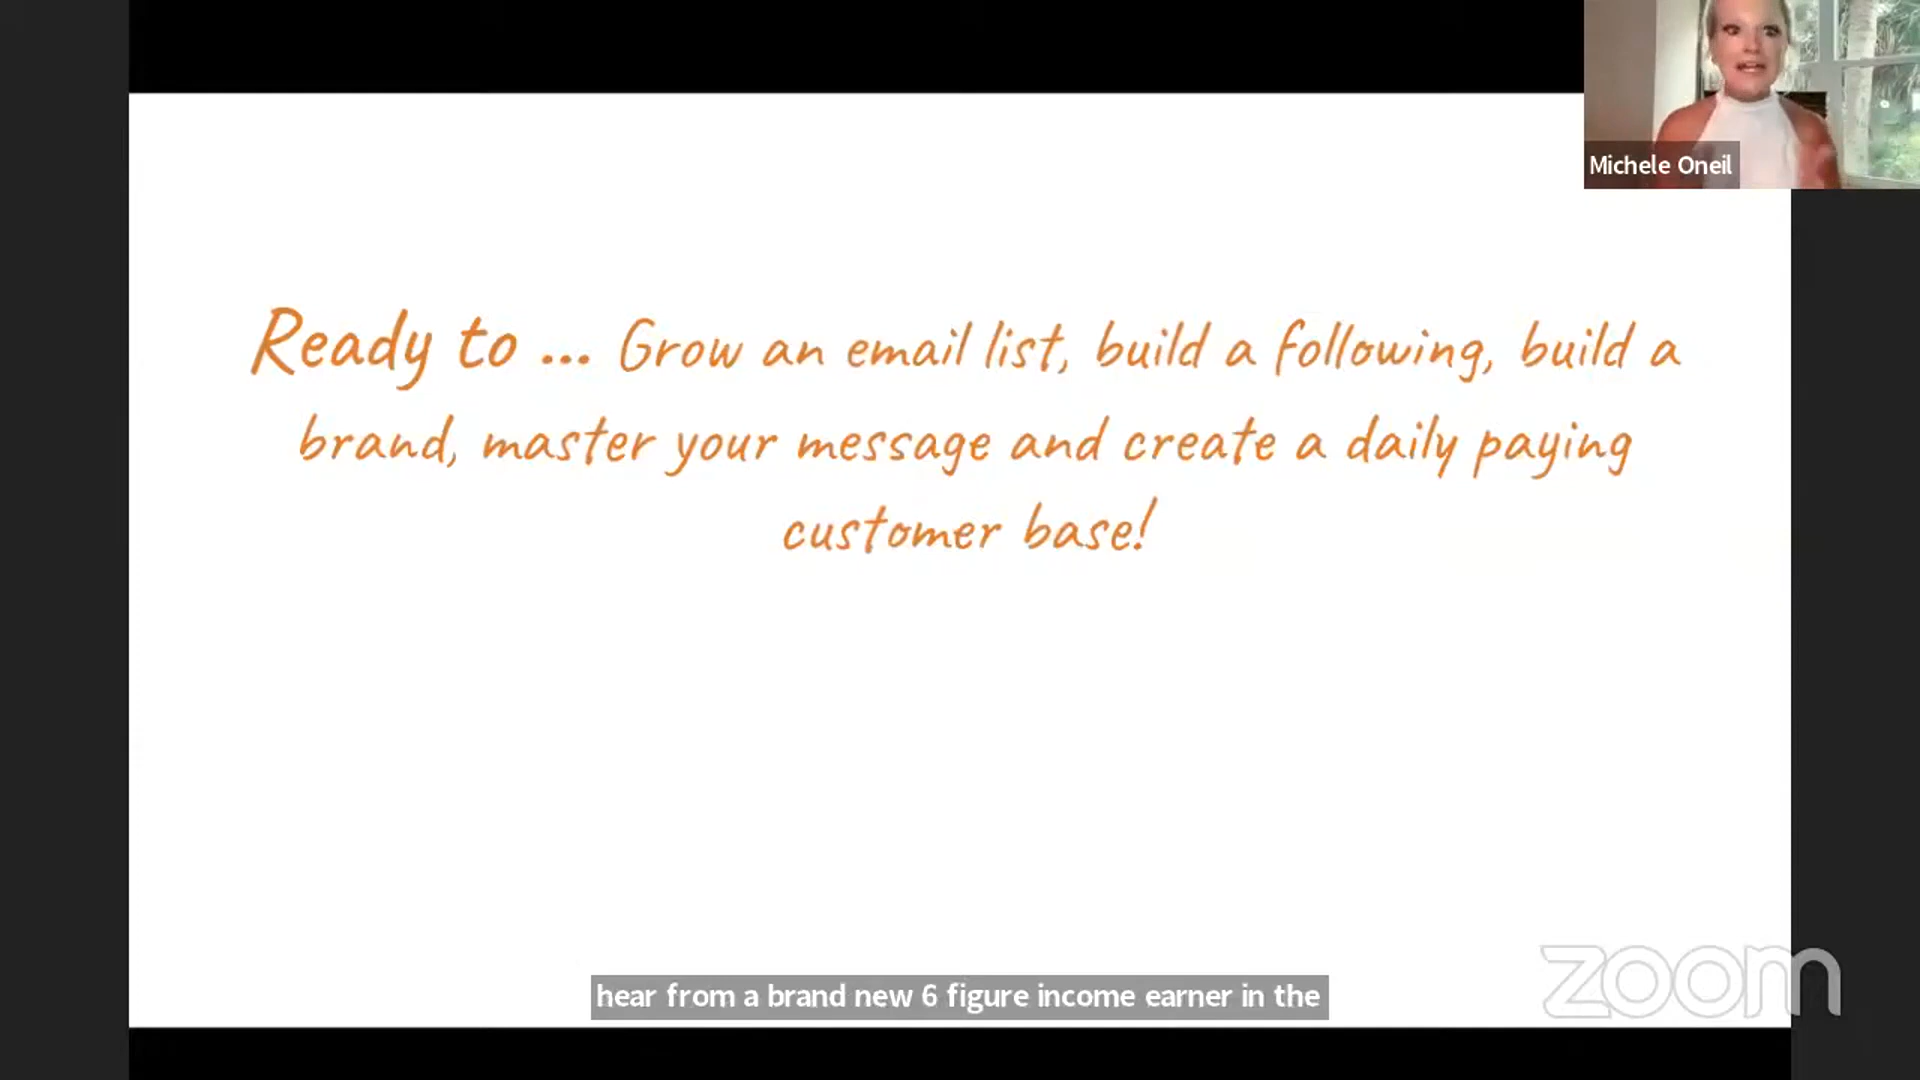 Michele Oneil
Ready to ... Grow an email list, build a following, build a
brand, master your message and create a daily paying
customer base!
hear from a brand new 6 figure income earner in the
zoom